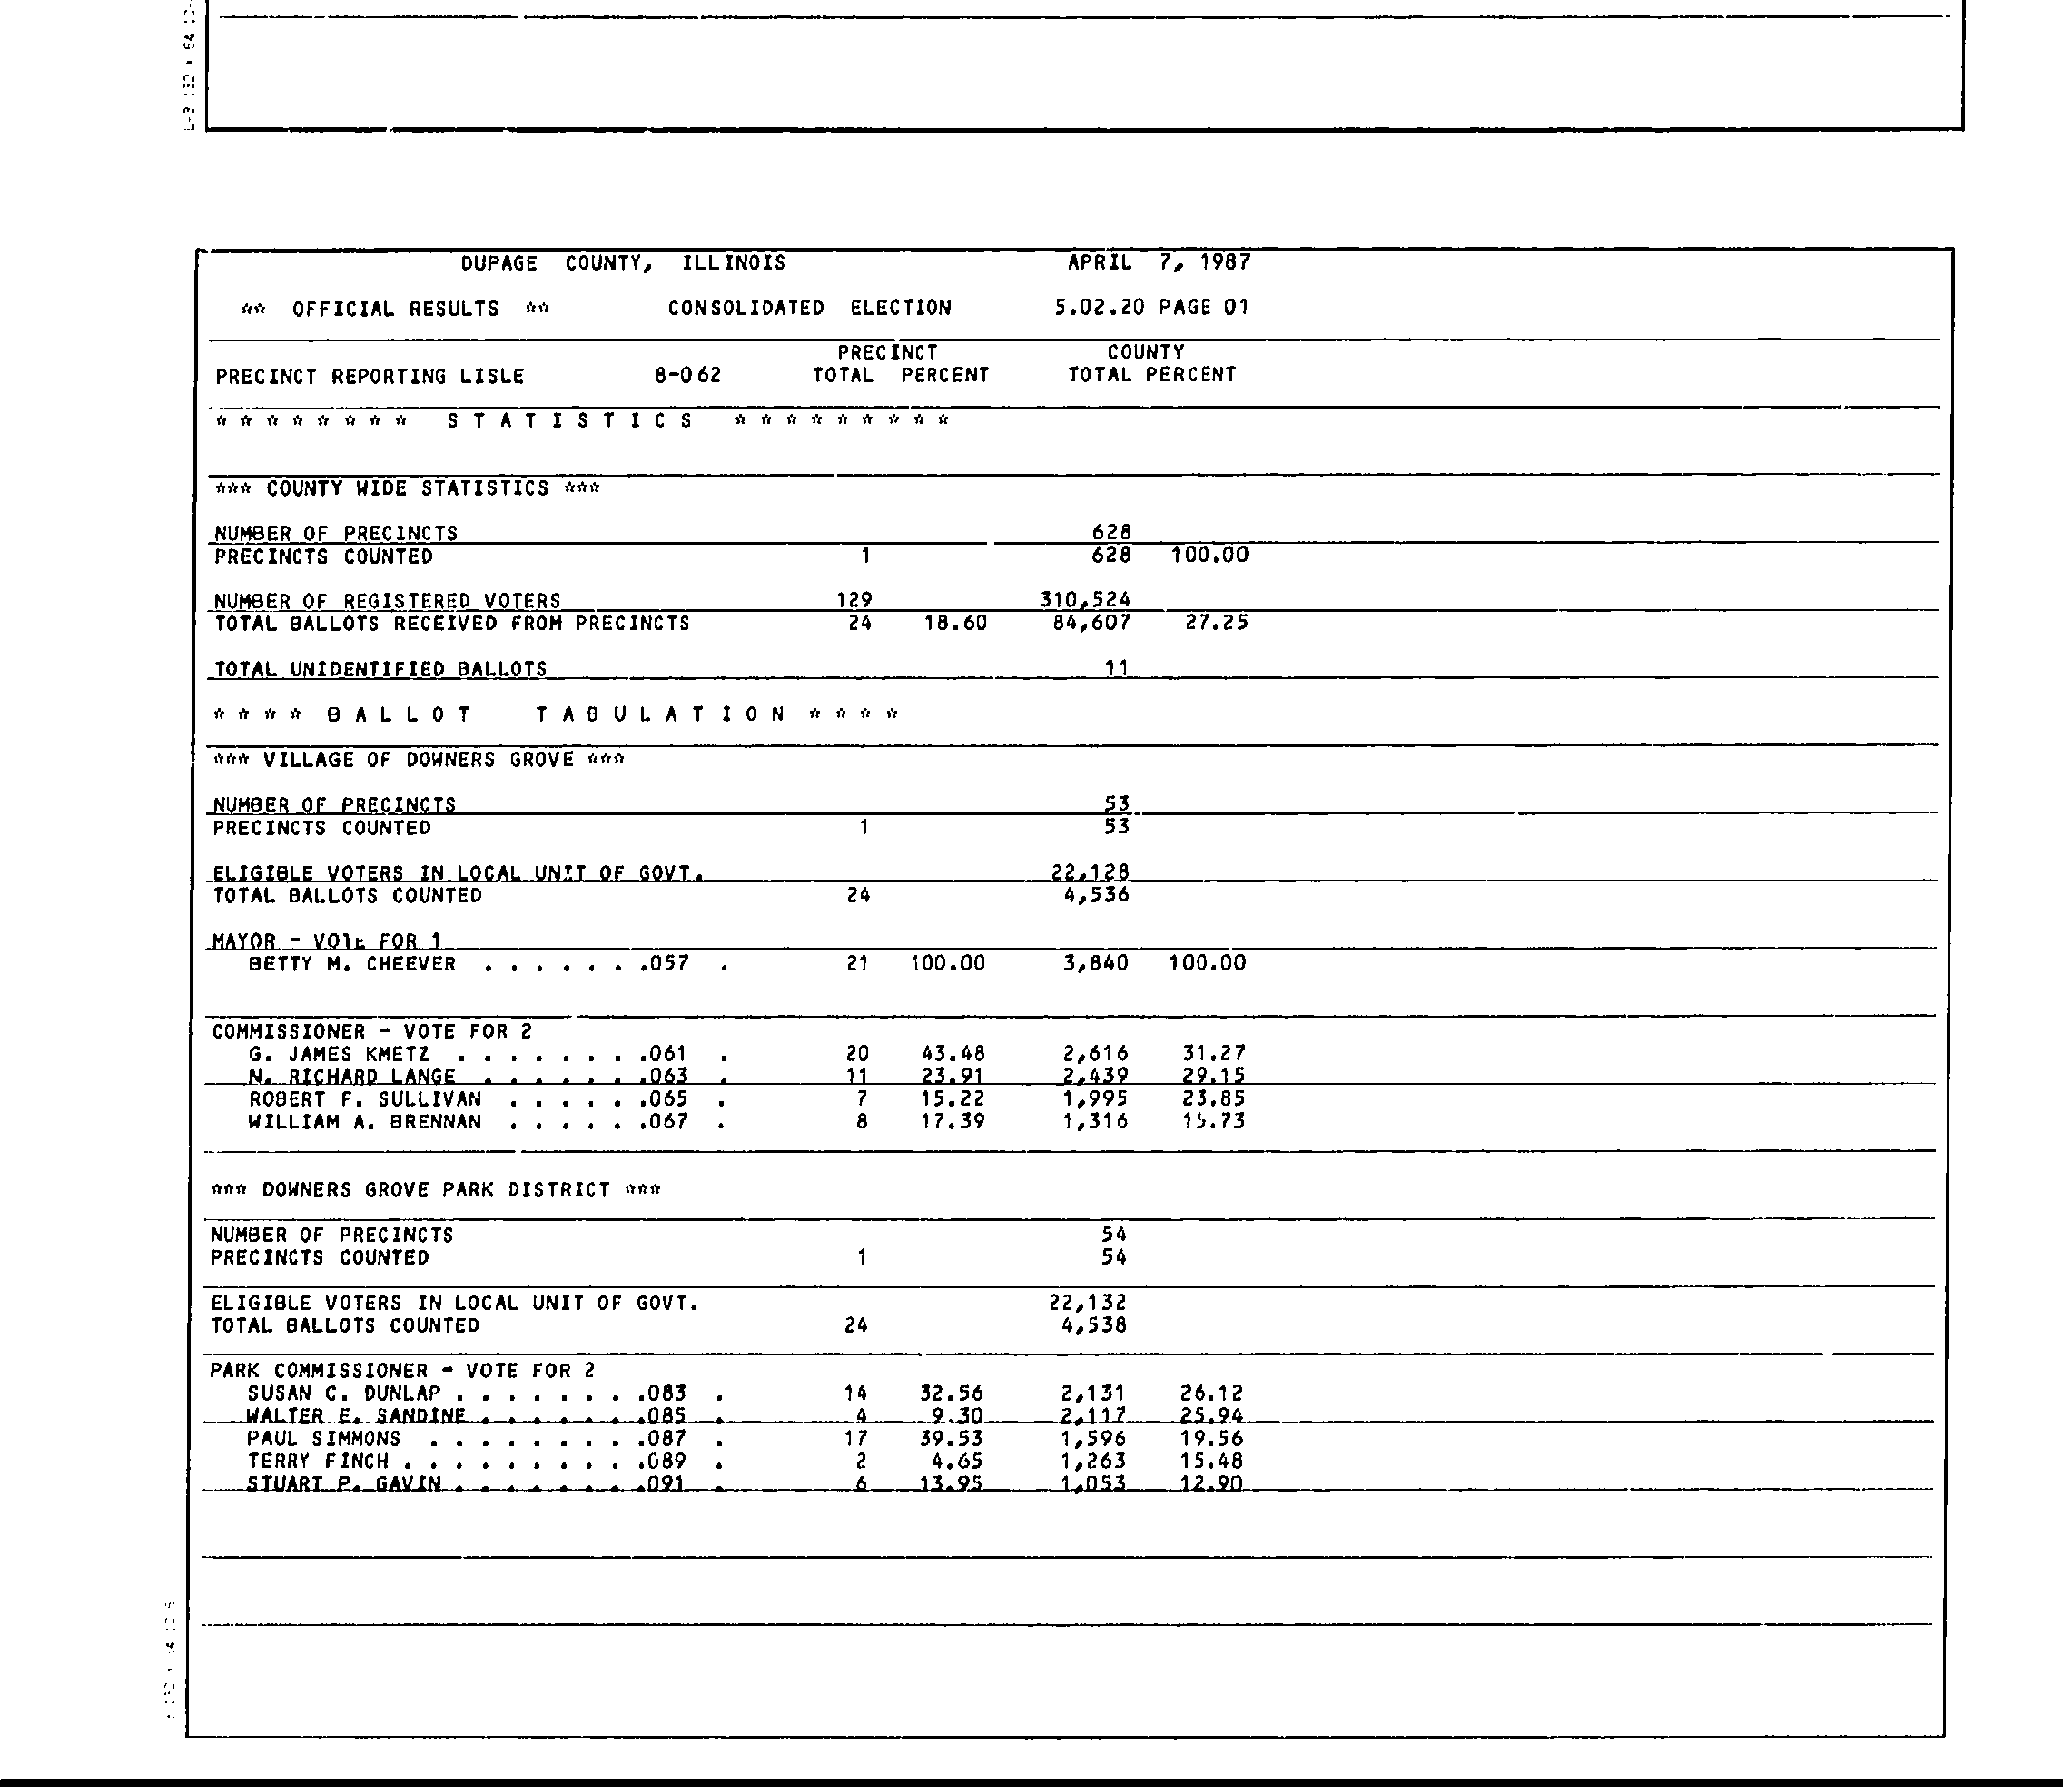 DUPAGE COUNTY, ILLINOIS APRIL 7, 1987
** OFFICIAL RESULTS ** CONSOLIDATED ELECTION 5.02.20 PAGE 01
PRECINCT COUNTY
PRECINCT REPORTING LISLE 8-062 TOTAL PERCENT TOTAL PERCENT
* * * * * * * * S T A T I S T I C S * * * * * * * * *
*** COUNTY WIDE STATISTICS ***
NUMBER OF PRECINCTS 628
PRECINCTS COUNTED 1 628 100.00
NUMBER OF REGISTERED VOTERS 129 310,524
TOTAL BALLOTS RECEIVED FROM PRECINCTS 24 18.60 84,607 27.25
TOTAL UNIDENTIFIED BALLOTS 11
* * * * B A L L O T T A B U L A T I O N * * * *
*** VILLAGE OF DOWNERS GROVE ***
NUMBER OF PRECINCTS 53
PRECINCTS COUNTED 1 53
ELIGIBLE VOTERS IN LOCAL UNIT OF GOVT. 22,128
TOTAL BALLOTS COUNTED 24 4,536
MAYOR - VOTE FOR 1
BETTY M. CHEEVER . . . . . . .057 . 21 100.00 3,840 100.00
COMMISSIONER - VOTE FOR 2
G. JAMES KMETZ . . . . . . . .061 . 20 43.48 2,616 31.27
N. RICHARD LANGE . . . . . . .063 . 11 23.91 2,439 29.15
ROBERT F. SULLIVAN . . . . . .065 . 7 15.22 1,995 23.85
WILLIAM A. BRENNAN . . . . . .067 . 8 17.39 1,316 15.73
*** DOWNERS GROVE PARK DISTRICT ***
NUMBER OF PRECINCTS 54
PRECINCTS COUNTED 1 54
ELIGIBLE VOTERS IN LOCAL UNIT OF GOVT. 22,132
TOTAL BALLOTS COUNTED 24 4,538
PARK COMMISSIONER - VOTE FOR 2
SUSAN C. DUNLAP . . . . . . . .083 . 14 32.56 2,131 26.12
WALTER E. SANDINE . . . . . . .085 . 4 9.30 2,117 25.94
PAUL SIMMONS . . . . . . . . .087 . 17 39.53 1,596 19.56
TERRY FINCH . . . . . . . . . .089 . 2 4.65 1,263 15.48
STUART P. GAVIN . . . . . . . .091 . 6 13.95 1,053 12.90